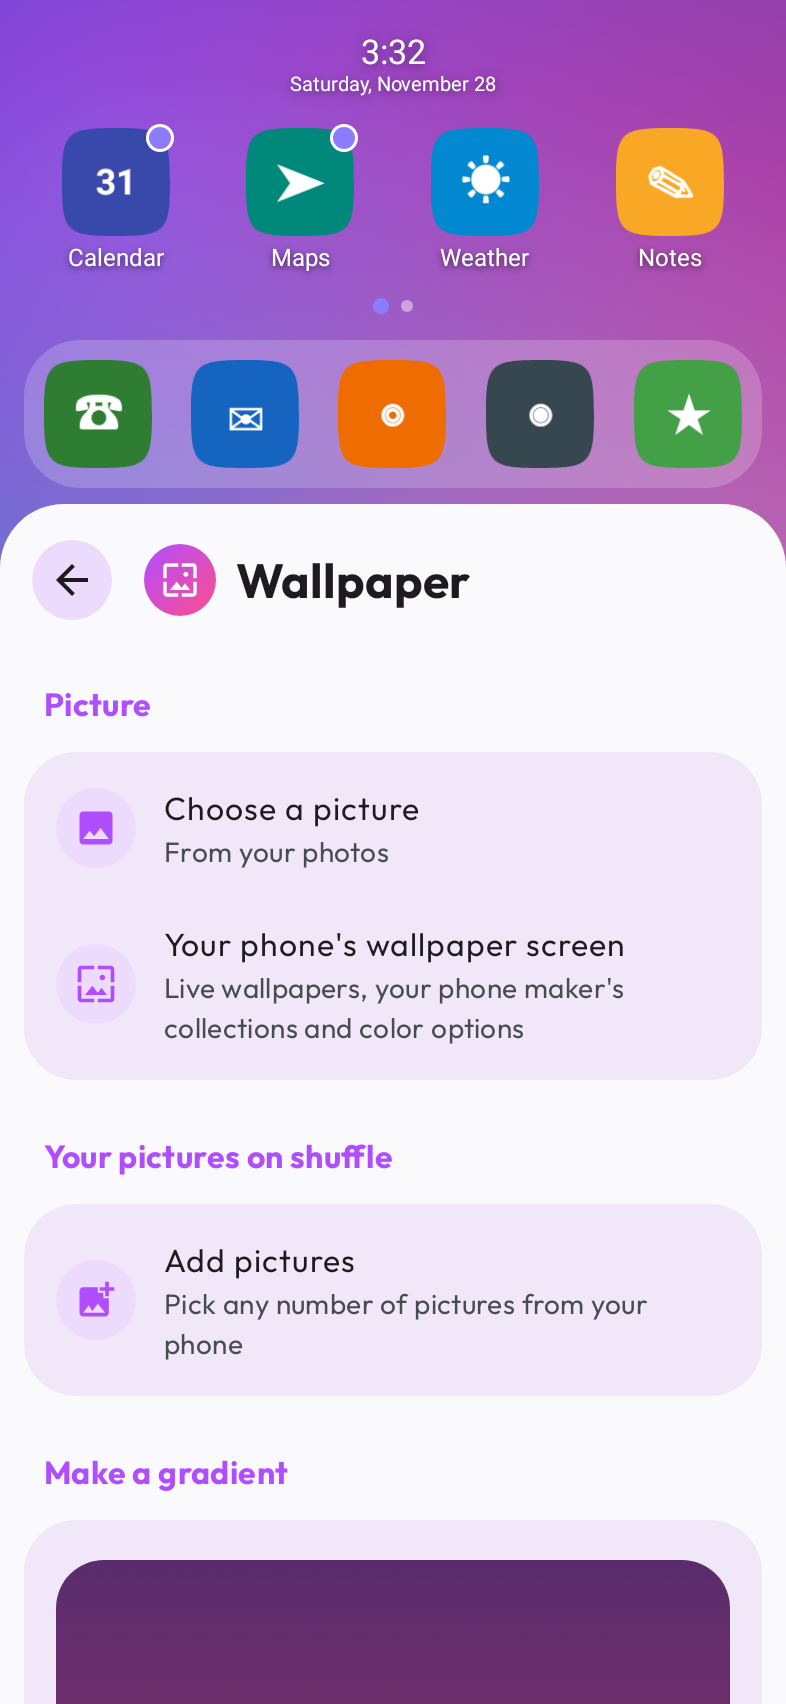 3:32
Saturday, November 28
31
Calendar
Maps
Weather
Notes
Wallpaper
Picture
Choose a picture
From your photos
Your phone's wallpaper screen
Live wallpapers, your phone maker's
collections and color options
Your pictures on shuffle
Add pictures
Pick any number of pictures from your
phone
Make a gradient